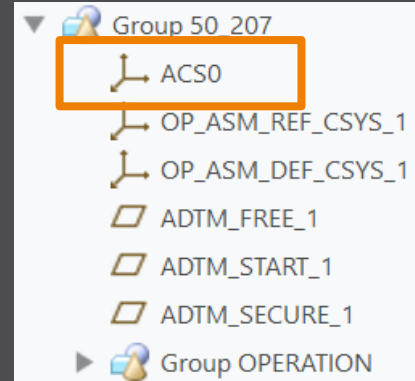 Group 50_207
ACS0
OP_ASM_REF_CSYS_1
OP_ASM_DEF_CSYS_1
ADTM_FREE_1
ADTM_START_1
ADTM_SECURE_1
Group OPERATION